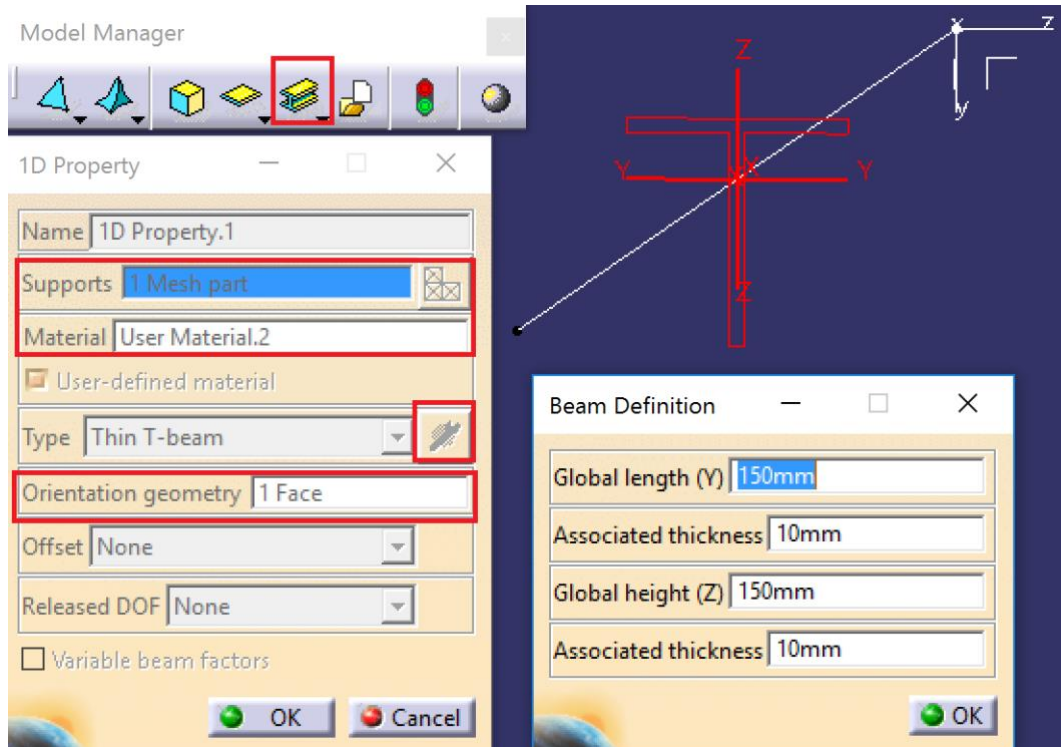 Model Manager
1D Property
Name 1D Property.1
Supports 1 Mesh part
Material User Material.2
User-defined material
Type Thin T-beam
Orientation geometry 1 Face
Offset None
Released DOF None
Variable beam factors
OK Cancel
x z
y
Z
Y X Y
Z
Beam Definition
Global length (Y) 150mm
Associated thickness 10mm
Global height (Z) 150mm
Associated thickness 10mm
OK